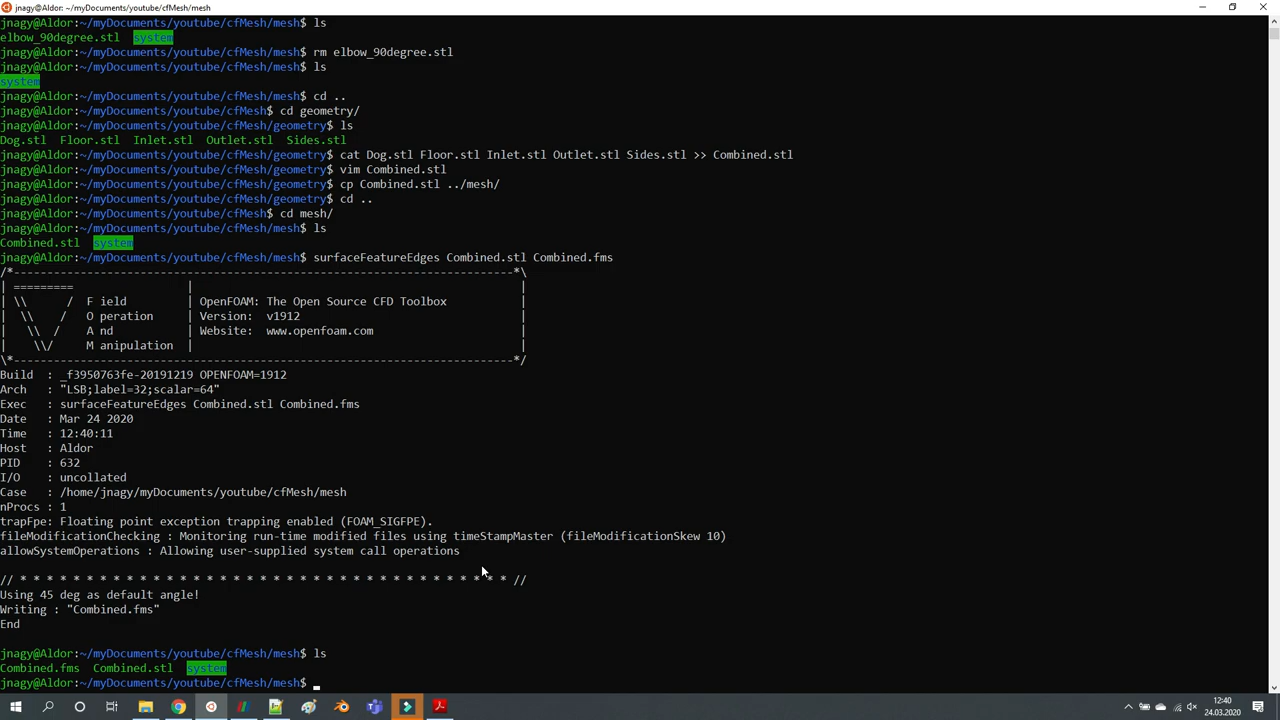 jnagy@Aldor: ~/myDocuments/youtube/cfMesh/mesh
jnagy@Aldor:~/myDocuments/youtube/cfMesh/mesh$ ls
elbow_90degree.stl  system
jnagy@Aldor:~/myDocuments/youtube/cfMesh/mesh$ rm elbow_90degree.stl
jnagy@Aldor:~/myDocuments/youtube/cfMesh/mesh$ ls
system
jnagy@Aldor:~/myDocuments/youtube/cfMesh/mesh$ cd ..
jnagy@Aldor:~/myDocuments/youtube/cfMesh$ cd geometry/
jnagy@Aldor:~/myDocuments/youtube/cfMesh/geometry$ ls
Dog.stl  Floor.stl  Inlet.stl  Outlet.stl  Sides.stl
jnagy@Aldor:~/myDocuments/youtube/cfMesh/geometry$ cat Dog.stl Floor.stl Inlet.stl Outlet.stl Sides.stl >> Combined.stl
jnagy@Aldor:~/myDocuments/youtube/cfMesh/geometry$ vim Combined.stl
jnagy@Aldor:~/myDocuments/youtube/cfMesh/geometry$ cp Combined.stl ../mesh/
jnagy@Aldor:~/myDocuments/youtube/cfMesh/geometry$ cd ..
jnagy@Aldor:~/myDocuments/youtube/cfMesh$ cd mesh/
jnagy@Aldor:~/myDocuments/youtube/cfMesh/mesh$ ls
Combined.stl  system
jnagy@Aldor:~/myDocuments/youtube/cfMesh/mesh$ surfaceFeatureEdges Combined.stl Combined.fms
/*---------------------------------------------------------------------------*\
| =========                 |                                                 |
| \\      /  F ield         | OpenFOAM: The Open Source CFD Toolbox           |
|  \\    /   O peration     | Version:  v1912                                 |
|   \\  /    A nd           | Website:  www.openfoam.com                      |
|    \\/     M anipulation  |                                                 |
\*---------------------------------------------------------------------------*/
Build  : _f3950763fe-20191219 OPENFOAM=1912
Arch   : "LSB;label=32;scalar=64"
Exec   : surfaceFeatureEdges Combined.stl Combined.fms
Date   : Mar 24 2020
Time   : 12:40:11
Host   : Aldor
PID    : 632
I/O    : uncollated
Case   : /home/jnagy/myDocuments/youtube/cfMesh/mesh
nProcs : 1
trapFpe: Floating point exception trapping enabled (FOAM_SIGFPE).
fileModificationChecking : Monitoring run-time modified files using timeStampMaster (fileModificationSkew 10)
allowSystemOperations : Allowing user-supplied system call operations
// * * * * * * * * * * * * * * * * * * * * * * * * * * * * * * * * * * * * * //
Using 45 deg as default angle!
Writing : "Combined.fms"
End
jnagy@Aldor:~/myDocuments/youtube/cfMesh/mesh$ ls
Combined.fms  Combined.stl  system
jnagy@Aldor:~/myDocuments/youtube/cfMesh/mesh$
12:40
24.03.2020